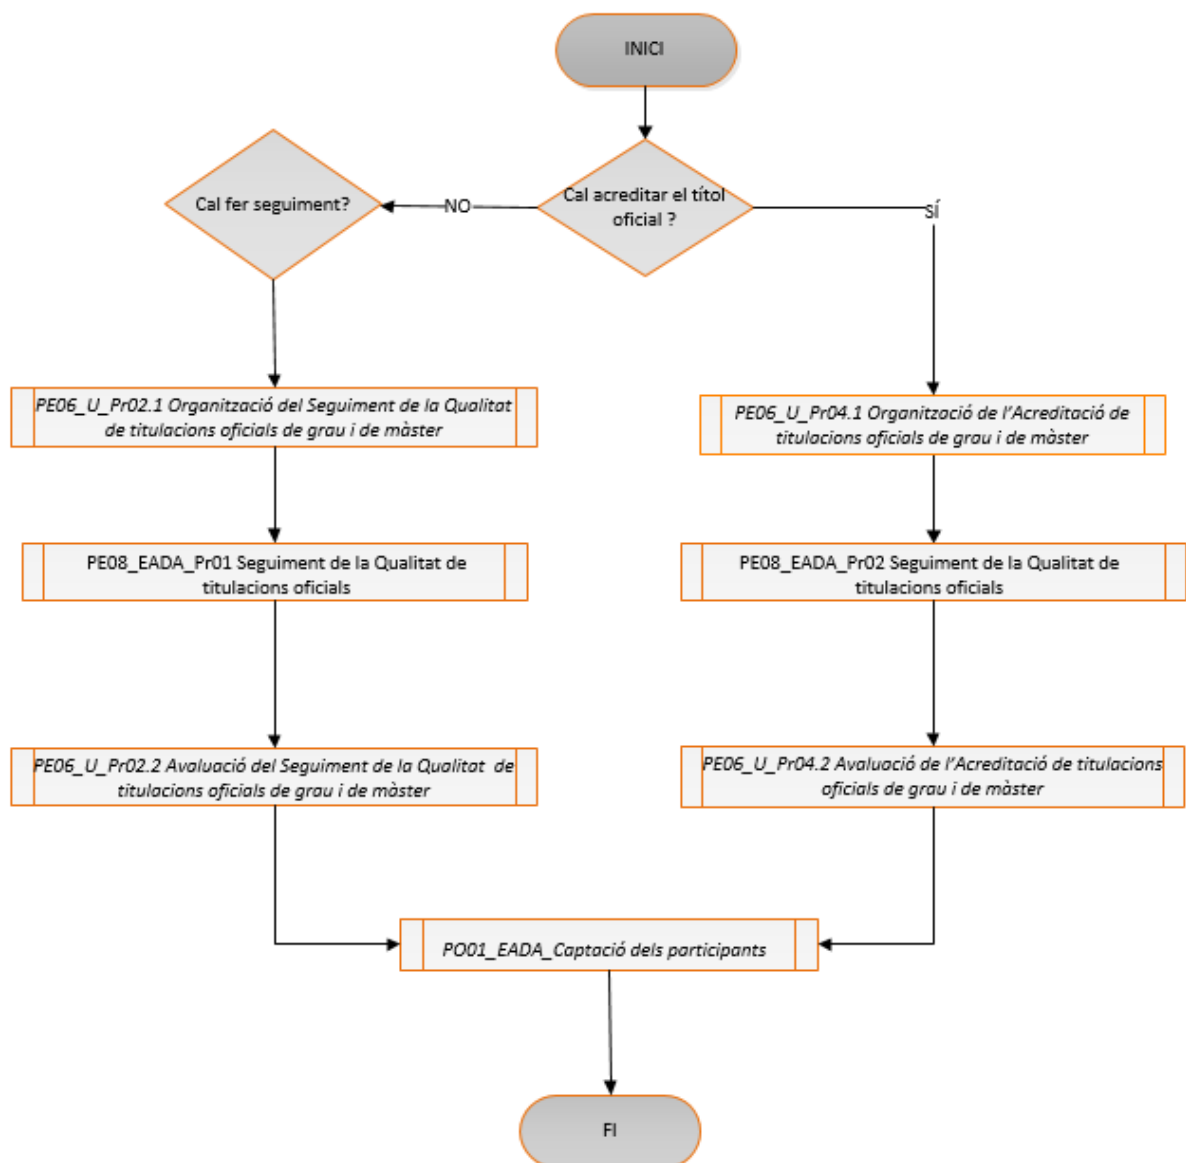 INICI
Cal acreditar el títol
oficial ?
Cal fer seguiment?
NO
SÍ
PE06_U_Pr02.1 Organització del Seguiment de la Qualitat
de titulacions oficials de grau i de màster
PE06_U_Pr04.1 Organització de l'Acreditació de
titulacions oficials de grau i de màster
PE08_EADA_Pr01 Seguiment de la Qualitat de
titulacions oficials
PE08_EADA_Pr02 Seguiment de la Qualitat de
titulacions oficials
PE06_U_Pr02.2 Avaluació del Seguiment de la Qualitat de
titulacions oficials de grau i de màster
PE06_U_Pr04.2 Avaluació de l'Acreditació de titulacions
oficials de grau i de màster
PO01_EADA_Captació dels participants
FI